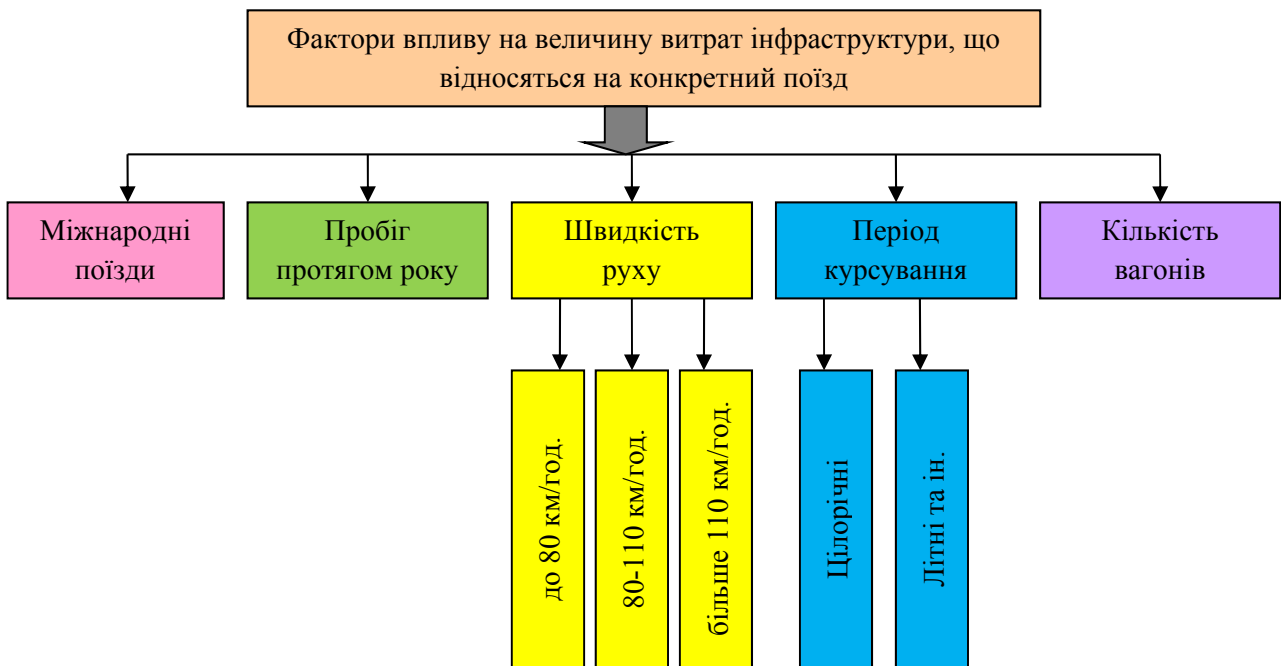 Фактори впливу на величину витрат інфраструктури, що
відносяться на конкретний поїзд
Міжнародні
поїзди
Пробіг
протягом року
Швидкість
руху
Період
курсування
Кількість
вагонів
до 80 км/год.
80-110 км/год.
більше 110 км/год.
Цілорічні
Літні та ін.